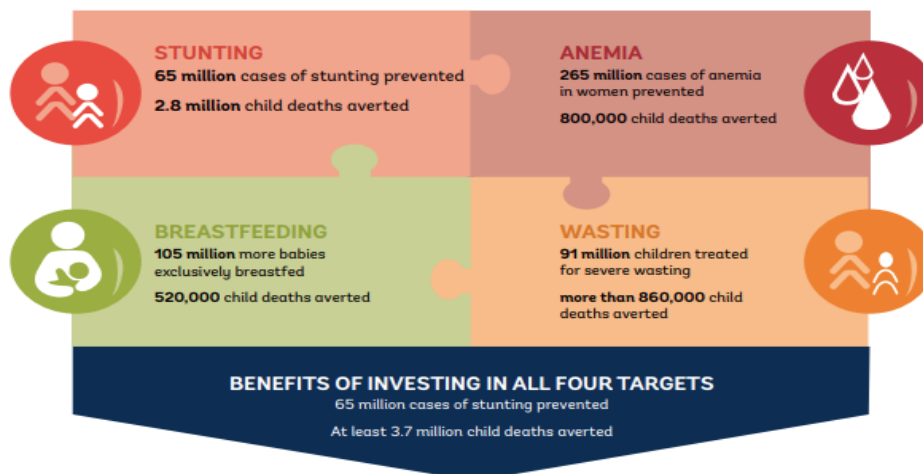 STUNTING
65 million cases of stunting prevented
2.8 million child deaths averted
ANEMIA
265 million cases of anemia
in women prevented
800,000 child deaths averted
BREASTFEEDING
105 million more babies
exclusively breastfed
520,000 child deaths averted
WASTING
91 million children treated
for severe wasting
more than 860,000 child
deaths averted
BENEFITS OF INVESTING IN ALL FOUR TARGETS
65 million cases of stunting prevented
At least 3.7 million child deaths averted